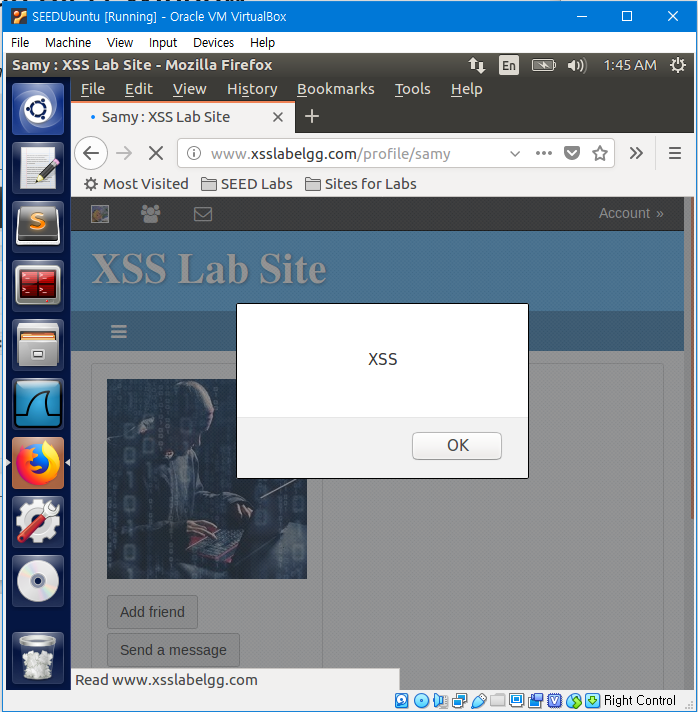 SEEDUbuntu [Running] - Oracle VM VirtualBox
File Machine View Input Devices Help
Samy : XSS Lab Site - Mozilla Firefox En 1:45 AM
File Edit View History Bookmarks Tools Help
Samy : XSS Lab Site
www.xsslabelgg.com/profile/samy
Most Visited SEED Labs Sites for Labs
Account »
XSS Lab Site
XSS
OK
Add friend
Send a message
Read www.xsslabelgg.com
Right Control